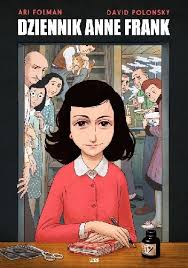 ARI FOLMAN DAVID POLONSKY
DZIENNIK ANNE FRANK